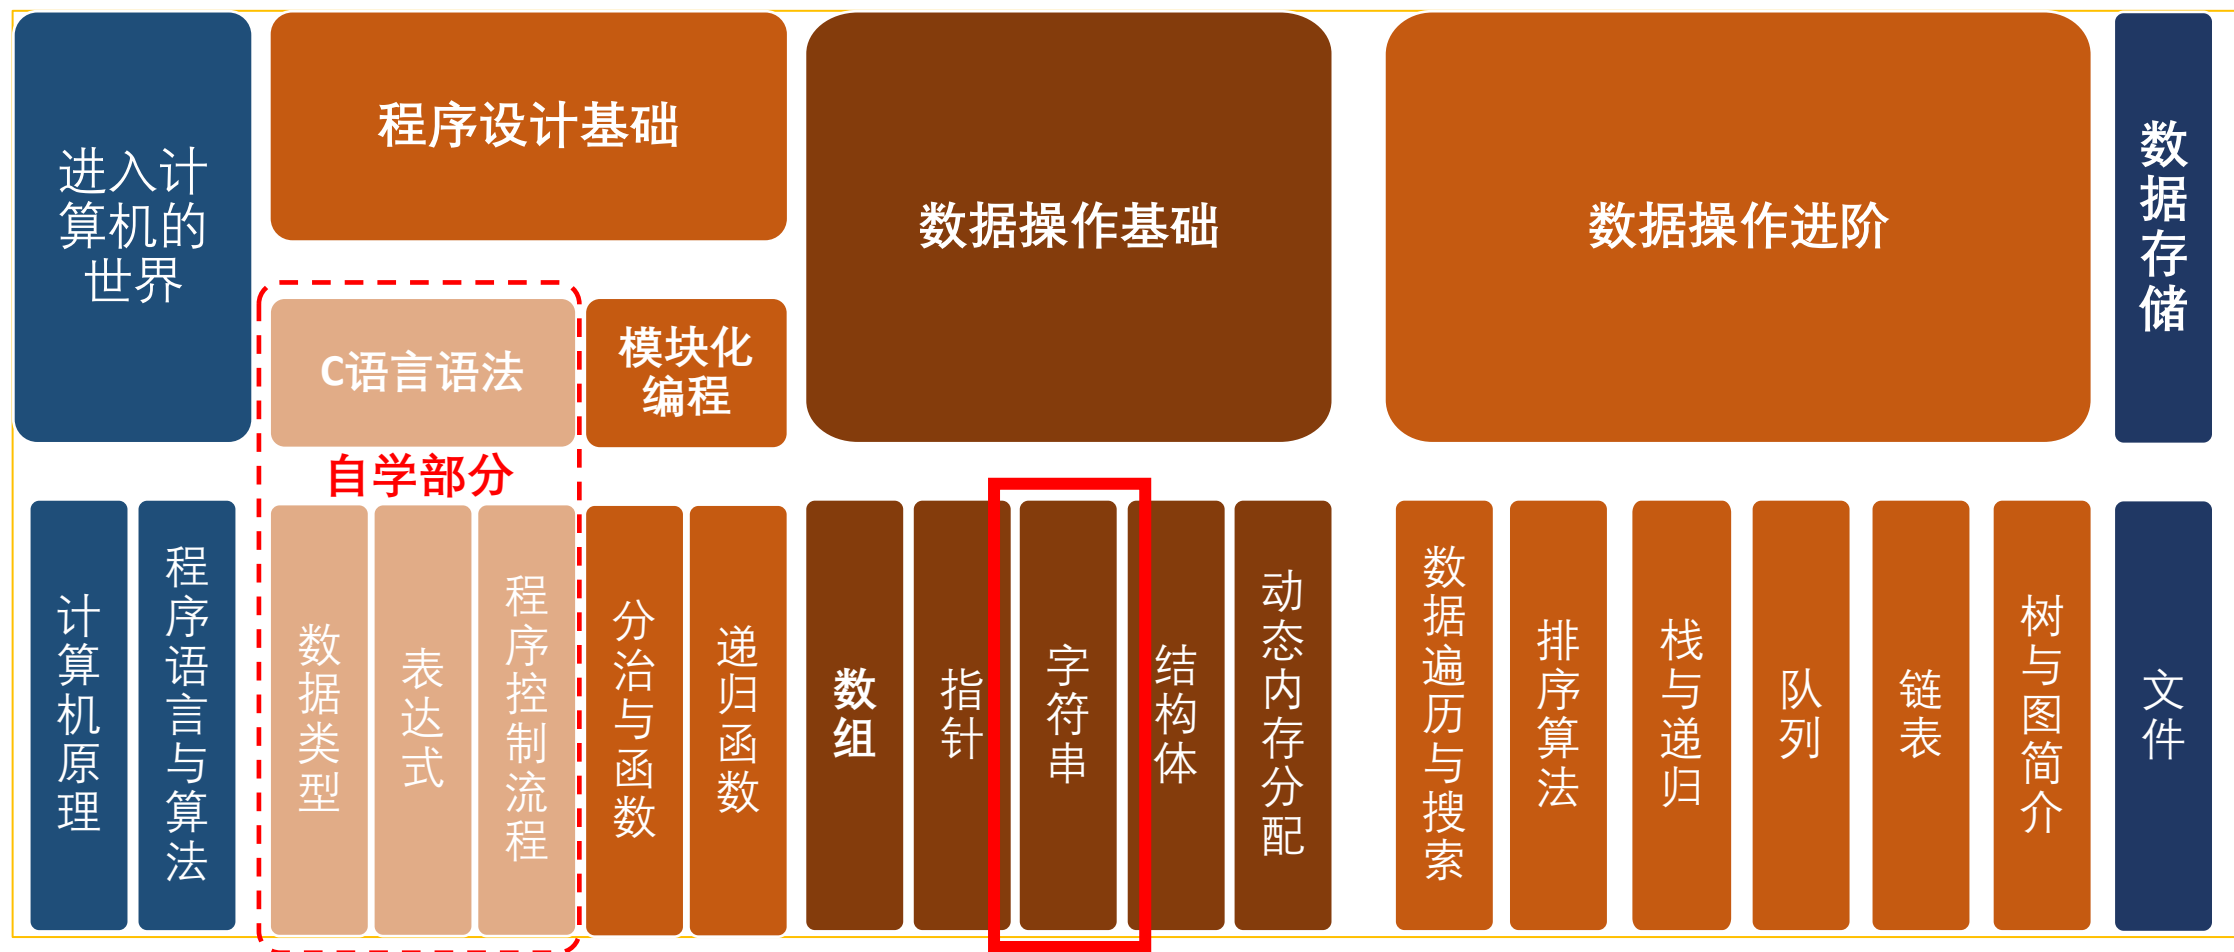 进入计
算机的
世界
程序设计基础
数据操作基础
数据操作进阶
数据存储
C语言语法
模块化
编程
自学部分
计算机原理
程序语言与算法
数据类型
表达式
程序控制流程
分治与函数
递归函数
数组
指针
字符串
结构体
动态内存分配
数据遍历与搜索
排序算法
栈与递归
队列
链表
树与图简介
文件